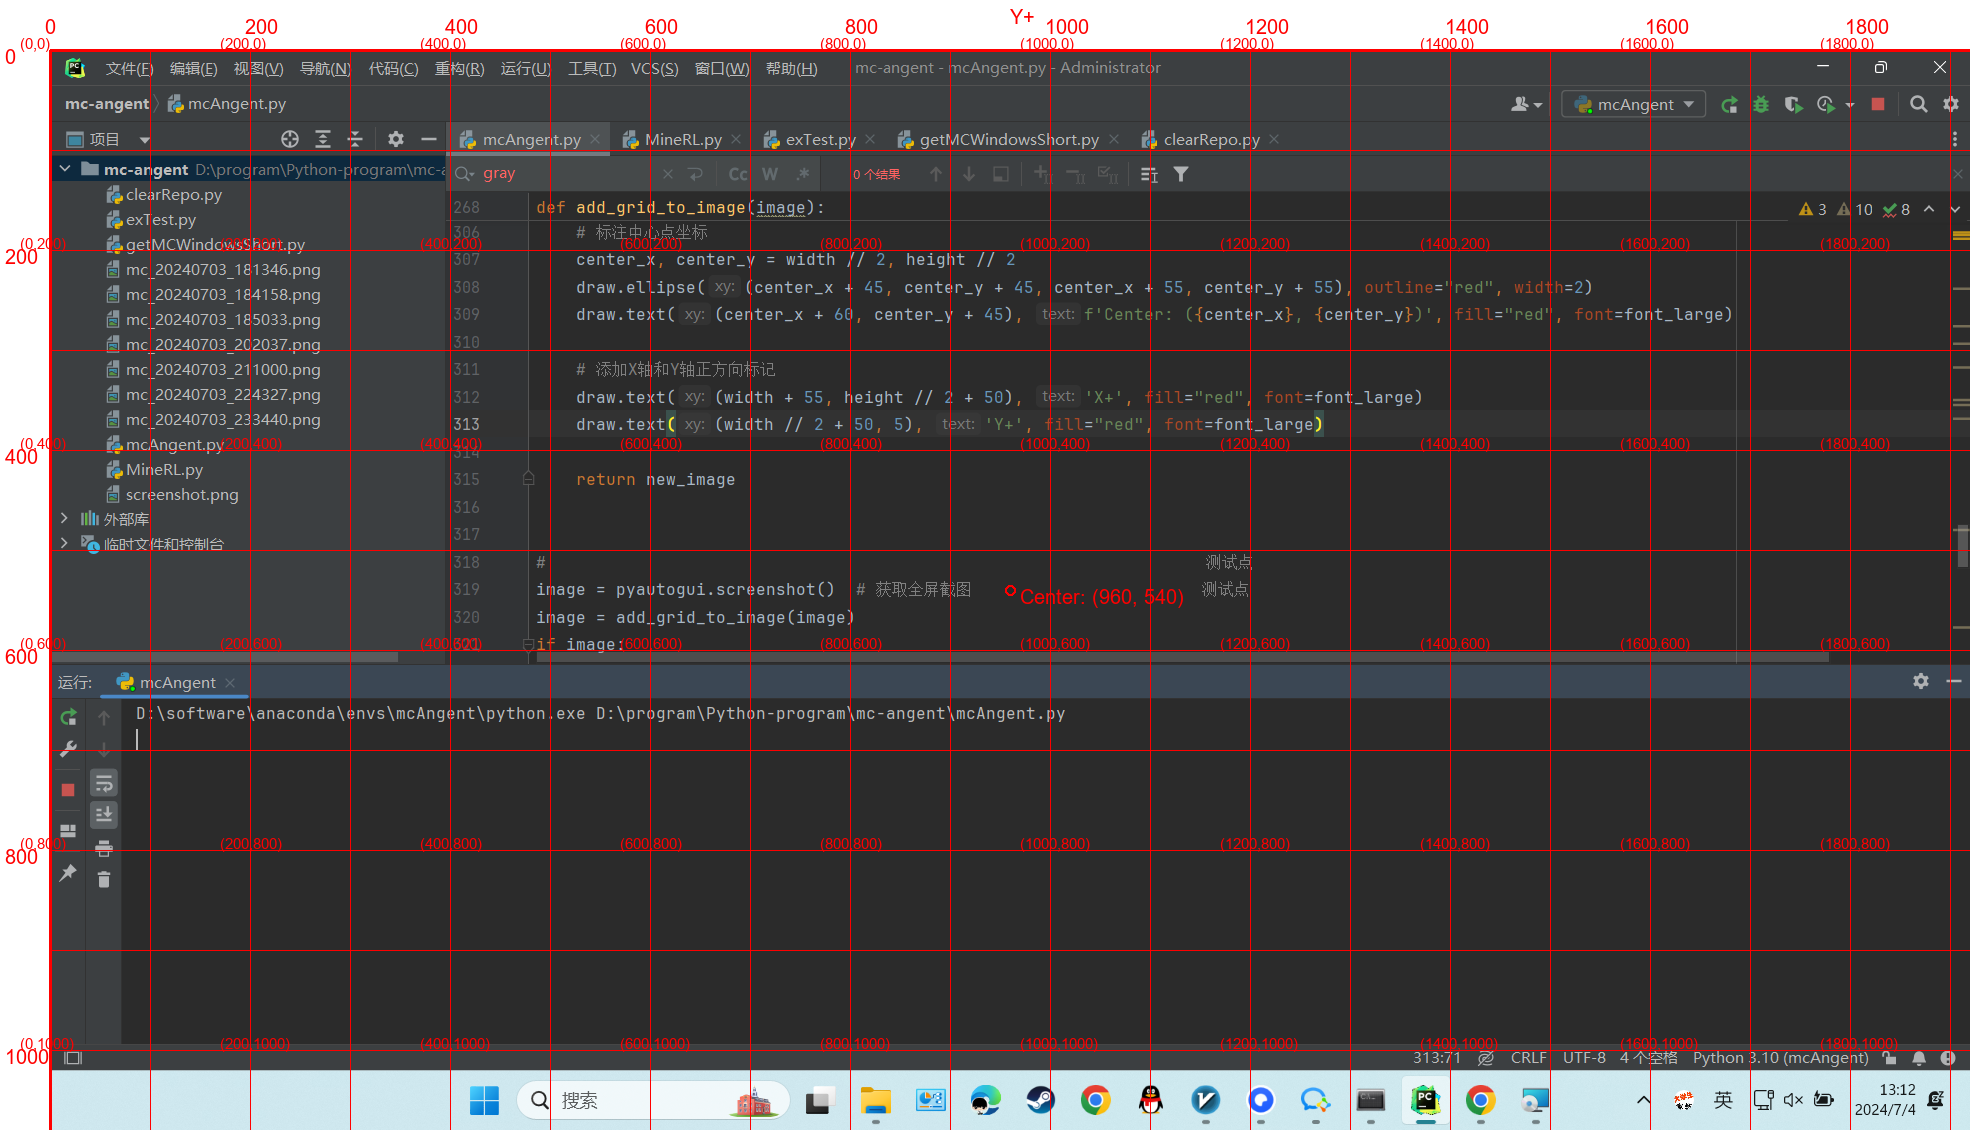 Y+
0 200 400 600 800 1000 1200 1400 1600 1800
(0,0) (200,0) (400,0) (600,0) (800,0) (1000,0) (1200,0) (1400,0) (1600,0) (1800,0)
0
文件(F) 编辑(E) 视图(V) 导航(N) 代码(C) 重构(R) 运行(U) 工具(T) VCS(S) 窗口(W) 帮助(H) mc-angent - mcAngent.py - Administrator
mc-angent mcAngent.py mcAngent
项目 mcAngent.py MineRL.py exTest.py getMCWindowsShort.py clearRepo.py
mc-angent D:\program\Python-program\mc-a
gray Cc W .* 0 个结果
clearRepo.py
exTest.py
getMCWindowsShort.py
mc_20240703_181346.png
mc_20240703_184158.png
mc_20240703_185033.png
mc_20240703_202037.png
mc_20240703_211000.png
mc_20240703_224327.png
mc_20240703_233440.png
mcAngent.py
MineRL.py
screenshot.png
外部库
临时文件和控制台
268 def add_grid_to_image(image): 3 10 8
306 # 标注中心点坐标
200 (0,200) (200,200) (400,200) (600,200) (800,200) (1000,200) (1200,200) (1400,200) (1600,200) (1800,200)
307 center_x, center_y = width // 2, height // 2
308 draw.ellipse( xy: (center_x + 45, center_y + 45, center_x + 55, center_y + 55), outline="red", width=2)
309 draw.text( xy: (center_x + 60, center_y + 45), text: f'Center: ({center_x}, {center_y})', fill="red", font=font_large)
310
311 # 添加X轴和Y轴正方向标记
312 draw.text( xy: (width + 55, height // 2 + 50), text: 'X+', fill="red", font=font_large)
313 draw.text( xy: (width // 2 + 50, 5), text: 'Y+', fill="red", font=font_large)
400 (0,400) (200,400) (400,400) (600,400) (800,400) (1000,400) (1200,400) (1400,400) (1600,400) (1800,400)
314
315 return new_image
316
317
318 # 测试点
319 image = pyautogui.screenshot() # 获取全屏截图 测试点
Center: (960, 540)
320 image = add_grid_to_image(image)
321 if image:
600 (0,600) (200,600) (400,600) (600,600) (800,600) (1000,600) (1200,600) (1400,600) (1600,600) (1800,600)
运行: mcAngent
D:\software\anaconda\envs\mcAngent\python.exe D:\program\Python-program\mc-angent\mcAngent.py
800 (0,800) (200,800) (400,800) (600,800) (800,800) (1000,800) (1200,800) (1400,800) (1600,800) (1800,800)
1000 (0,1000) (200,1000) (400,1000) (600,1000) (800,1000) (1000,1000) (1200,1000) (1400,1000) (1600,1000) (1800,1000)
313:71 CRLF UTF-8 4 个空格 Python 3.10 (mcAngent)
搜索 PC 英 13:12
2024/7/4